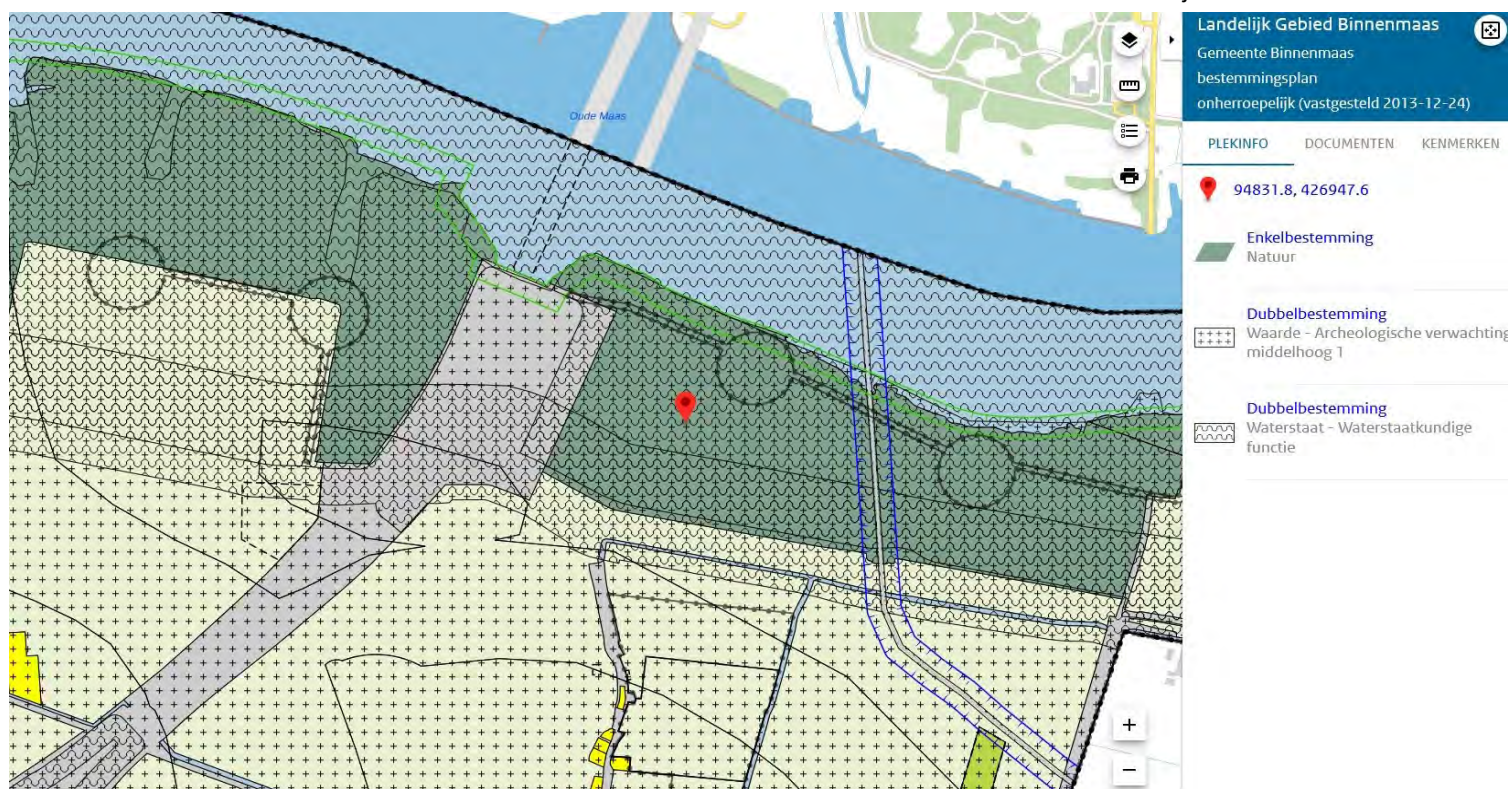 Oude Maas
Landelijk Gebied Binnenmaas
Gemeente Binnenmaas
bestemmingsplan
onherroepelijk (vastgesteld 2013-12-24)
PLEKINFO DOCUMENTEN KENMERKEN
94831.8, 426947.6
Enkelbestemming
Natuur
Dubbelbestemming
Waarde - Archeologische verwachting
middelhoog 1
Dubbelbestemming
Waterstaat - Waterstaatkundige
functie
+
−